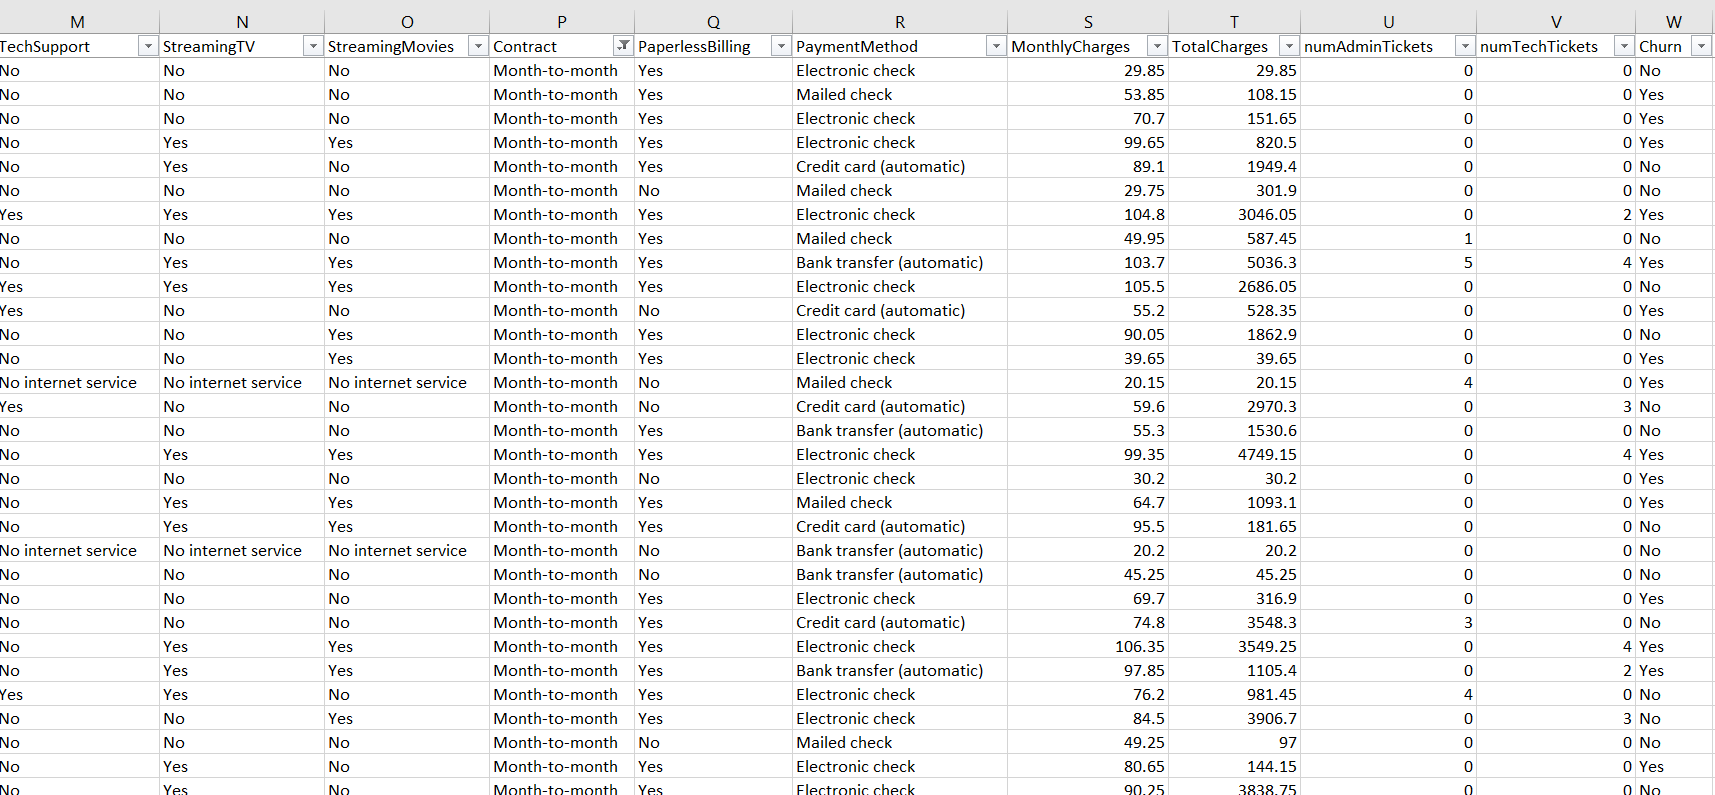 M N O P Q R S T U V W
TechSupport StreamingTV StreamingMovies Contract PaperlessBilling PaymentMethod MonthlyCharges TotalCharges numAdminTickets numTechTickets Churn
No No No Month-to-month Yes Electronic check 29.85 29.85 0 0 No
No No No Month-to-month Yes Mailed check 53.85 108.15 0 0 Yes
No No No Month-to-month Yes Electronic check 70.7 151.65 0 0 Yes
No Yes Yes Month-to-month Yes Electronic check 99.65 820.5 0 0 Yes
No Yes No Month-to-month Yes Credit card (automatic) 89.1 1949.4 0 0 No
No No No Month-to-month No Mailed check 29.75 301.9 0 0 No
Yes Yes Yes Month-to-month Yes Electronic check 104.8 3046.05 0 2 Yes
No No No Month-to-month Yes Mailed check 49.95 587.45 1 0 No
No Yes Yes Month-to-month Yes Bank transfer (automatic) 103.7 5036.3 5 4 Yes
Yes Yes Yes Month-to-month Yes Electronic check 105.5 2686.05 0 0 No
Yes No No Month-to-month No Credit card (automatic) 55.2 528.35 0 0 Yes
No No Yes Month-to-month Yes Electronic check 90.05 1862.9 0 0 No
No No Yes Month-to-month Yes Electronic check 39.65 39.65 0 0 Yes
No internet service No internet service No internet service Month-to-month No Mailed check 20.15 20.15 4 0 Yes
Yes No No Month-to-month No Credit card (automatic) 59.6 2970.3 0 3 No
No No No Month-to-month Yes Bank transfer (automatic) 55.3 1530.6 0 0 No
No Yes Yes Month-to-month Yes Electronic check 99.35 4749.15 0 4 Yes
No No No Month-to-month No Electronic check 30.2 30.2 0 0 Yes
No Yes Yes Month-to-month Yes Mailed check 64.7 1093.1 0 0 Yes
No Yes Yes Month-to-month Yes Credit card (automatic) 95.5 181.65 0 0 No
No internet service No internet service No internet service Month-to-month No Bank transfer (automatic) 20.2 20.2 0 0 No
No No No Month-to-month No Bank transfer (automatic) 45.25 45.25 0 0 No
No No No Month-to-month Yes Electronic check 69.7 316.9 0 0 Yes
No No No Month-to-month Yes Credit card (automatic) 74.8 3548.3 3 0 No
No Yes Yes Month-to-month Yes Electronic check 106.35 3549.25 0 4 Yes
No Yes Yes Month-to-month Yes Bank transfer (automatic) 97.85 1105.4 0 2 Yes
Yes Yes No Month-to-month Yes Electronic check 76.2 981.45 4 0 No
No No Yes Month-to-month Yes Electronic check 84.5 3906.7 0 3 No
No No No Month-to-month No Mailed check 49.25 97 0 0 No
No Yes No Month-to-month Yes Electronic check 80.65 144.15 0 0 Yes
No Yes No Month-to-month Yes Electronic check 90.25 3838.75 0 0 No